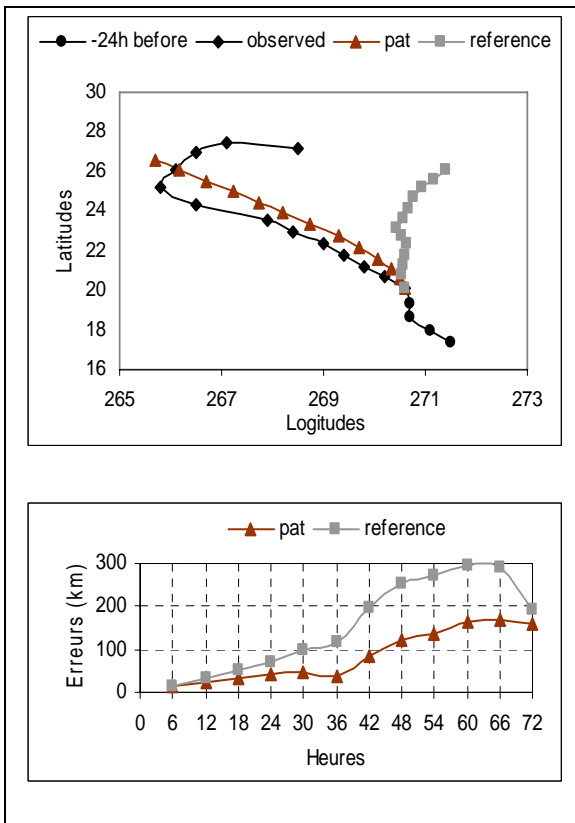 -24h before observed pat reference
Latitudes
30
28
26
24
22
20
18
16
265 267 269 271 273
Logitudes
pat reference
Erreurs (km)
300
200
100
0
0 6 12 18 24 30 36 42 48 54 60 66 72
Heures